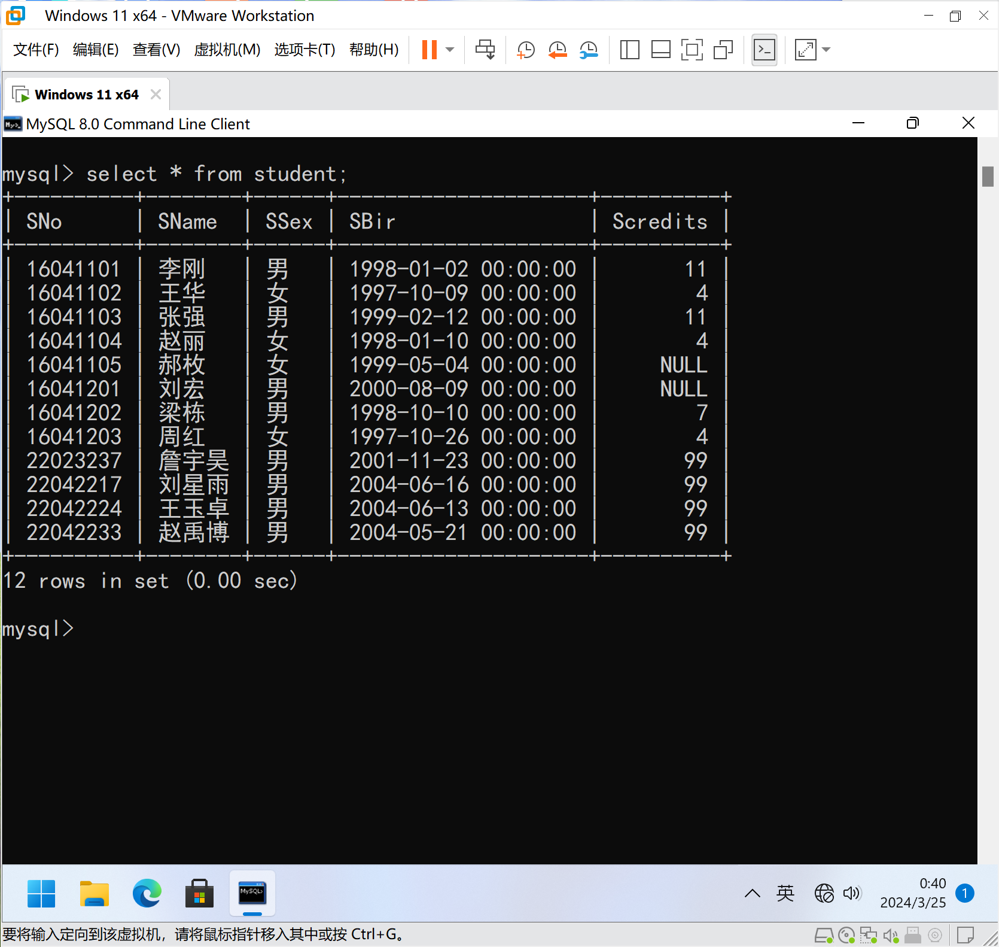 Windows 11 x64 - VMware Workstation
文件(F) 编辑(E) 查看(V) 虚拟机(M) 选项卡(T) 帮助(H)
Windows 11 x64
MySQL 8.0 Command Line Client
mysql> select * from student;
+----------+--------+------+---------------------+----------+
| SNo | SName | SSex | SBir | Scredits |
+----------+--------+------+---------------------+----------+
| 16041101 | 李刚 | 男 | 1998-01-02 00:00:00 | 11 |
| 16041102 | 王华 | 女 | 1997-10-09 00:00:00 | 4 |
| 16041103 | 张强 | 男 | 1999-02-12 00:00:00 | 11 |
| 16041104 | 赵丽 | 女 | 1998-01-10 00:00:00 | 4 |
| 16041105 | 郝枚 | 女 | 1999-05-04 00:00:00 | NULL |
| 16041201 | 刘宏 | 男 | 2000-08-09 00:00:00 | NULL |
| 16041202 | 梁栋 | 男 | 1998-10-10 00:00:00 | 7 |
| 16041203 | 周红 | 女 | 1997-10-26 00:00:00 | 4 |
| 22023237 | 詹宇昊 | 男 | 2001-11-23 00:00:00 | 99 |
| 22042217 | 刘星雨 | 男 | 2004-06-16 00:00:00 | 99 |
| 22042224 | 王玉卓 | 男 | 2004-06-13 00:00:00 | 99 |
| 22042233 | 赵禹博 | 男 | 2004-05-21 00:00:00 | 99 |
+----------+--------+------+---------------------+----------+
12 rows in set (0.00 sec)
mysql>
MySQL>
英
0:40
2024/3/25
1
要将输入定向到该虚拟机，请将鼠标指针移入其中或按 Ctrl+G。